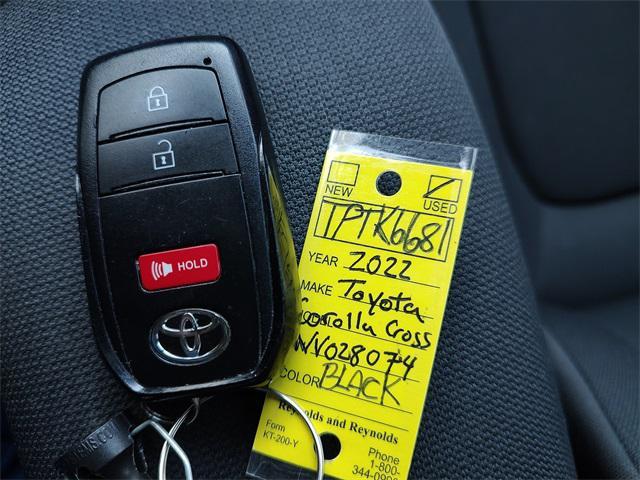 HOLD
NEW USED
TPTK6681
YEAR 2022
MAKE Toyota
Corolla Cross
NV028074
COLOR BLACK
Reynolds and Reynolds
Form
KT-200-Y
Phone
1-800-